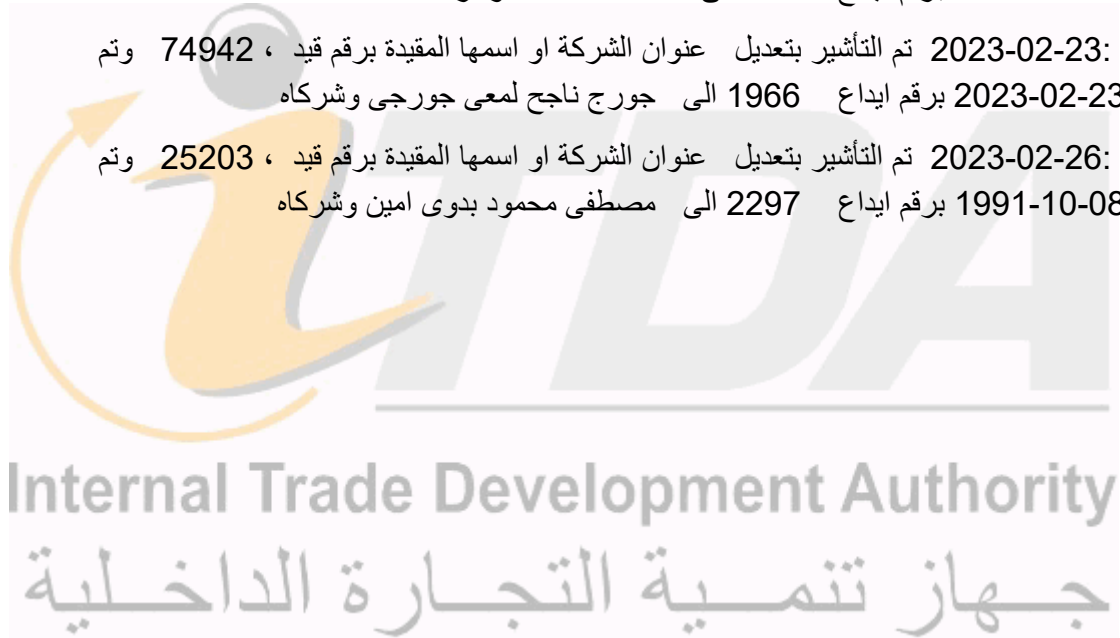 2023-02-23: تم التأشير بتعديل عنوان الشركة او اسمها المقيدة برقم قيد ، 74942 وتم
2023-02-23 برقم ايداع 1966 الى جورج ناجح لمعى جورجى وشركاه
2023-02-26: تم التأشير بتعديل عنوان الشركة او اسمها المقيدة برقم قيد ، 25203 وتم
1991-10-08 برقم ايداع 2297 الى مصطفى محمود بدوى امين وشركاه
iTDA
Internal Trade Development Authority
جهاز تنمية التجارة الداخلية